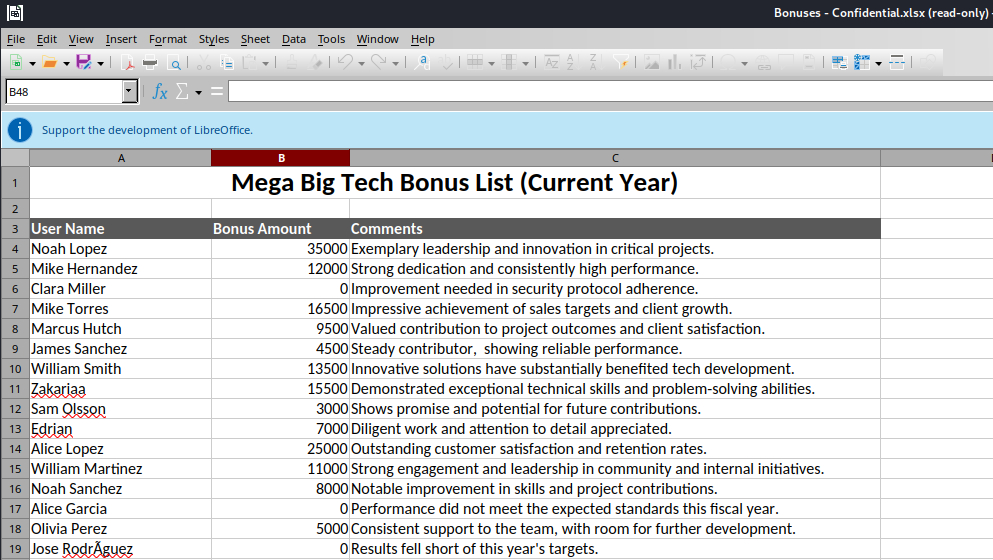 Bonuses - Confidential.xlsx (read-only) -
File Edit View Insert Format Styles Sheet Data Tools Window Help
B48
Support the development of LibreOffice.
A B C
1 Mega Big Tech Bonus List (Current Year)
2
3 User Name Bonus Amount Comments
4 Noah Lopez 35000 Exemplary leadership and innovation in critical projects.
5 Mike Hernandez 12000 Strong dedication and consistently high performance.
6 Clara Miller 0 Improvement needed in security protocol adherence.
7 Mike Torres 16500 Impressive achievement of sales targets and client growth.
8 Marcus Hutch 9500 Valued contribution to project outcomes and client satisfaction.
9 James Sanchez 4500 Steady contributor,  showing reliable performance.
10 William Smith 13500 Innovative solutions have substantially benefited tech development.
11 Zakariaa 15500 Demonstrated exceptional technical skills and problem-solving abilities.
12 Sam Olsson 3000 Shows promise and potential for future contributions.
13 Edrian 7000 Diligent work and attention to detail appreciated.
14 Alice Lopez 25000 Outstanding customer satisfaction and retention rates.
15 William Martinez 11000 Strong engagement and leadership in community and internal initiatives.
16 Noah Sanchez 8000 Notable improvement in skills and project contributions.
17 Alice Garcia 0 Performance did not meet the expected standards this fiscal year.
18 Olivia Perez 5000 Consistent support to the team, with room for further development.
19 Jose RodrÃguez 0 Results fell short of this year's targets.